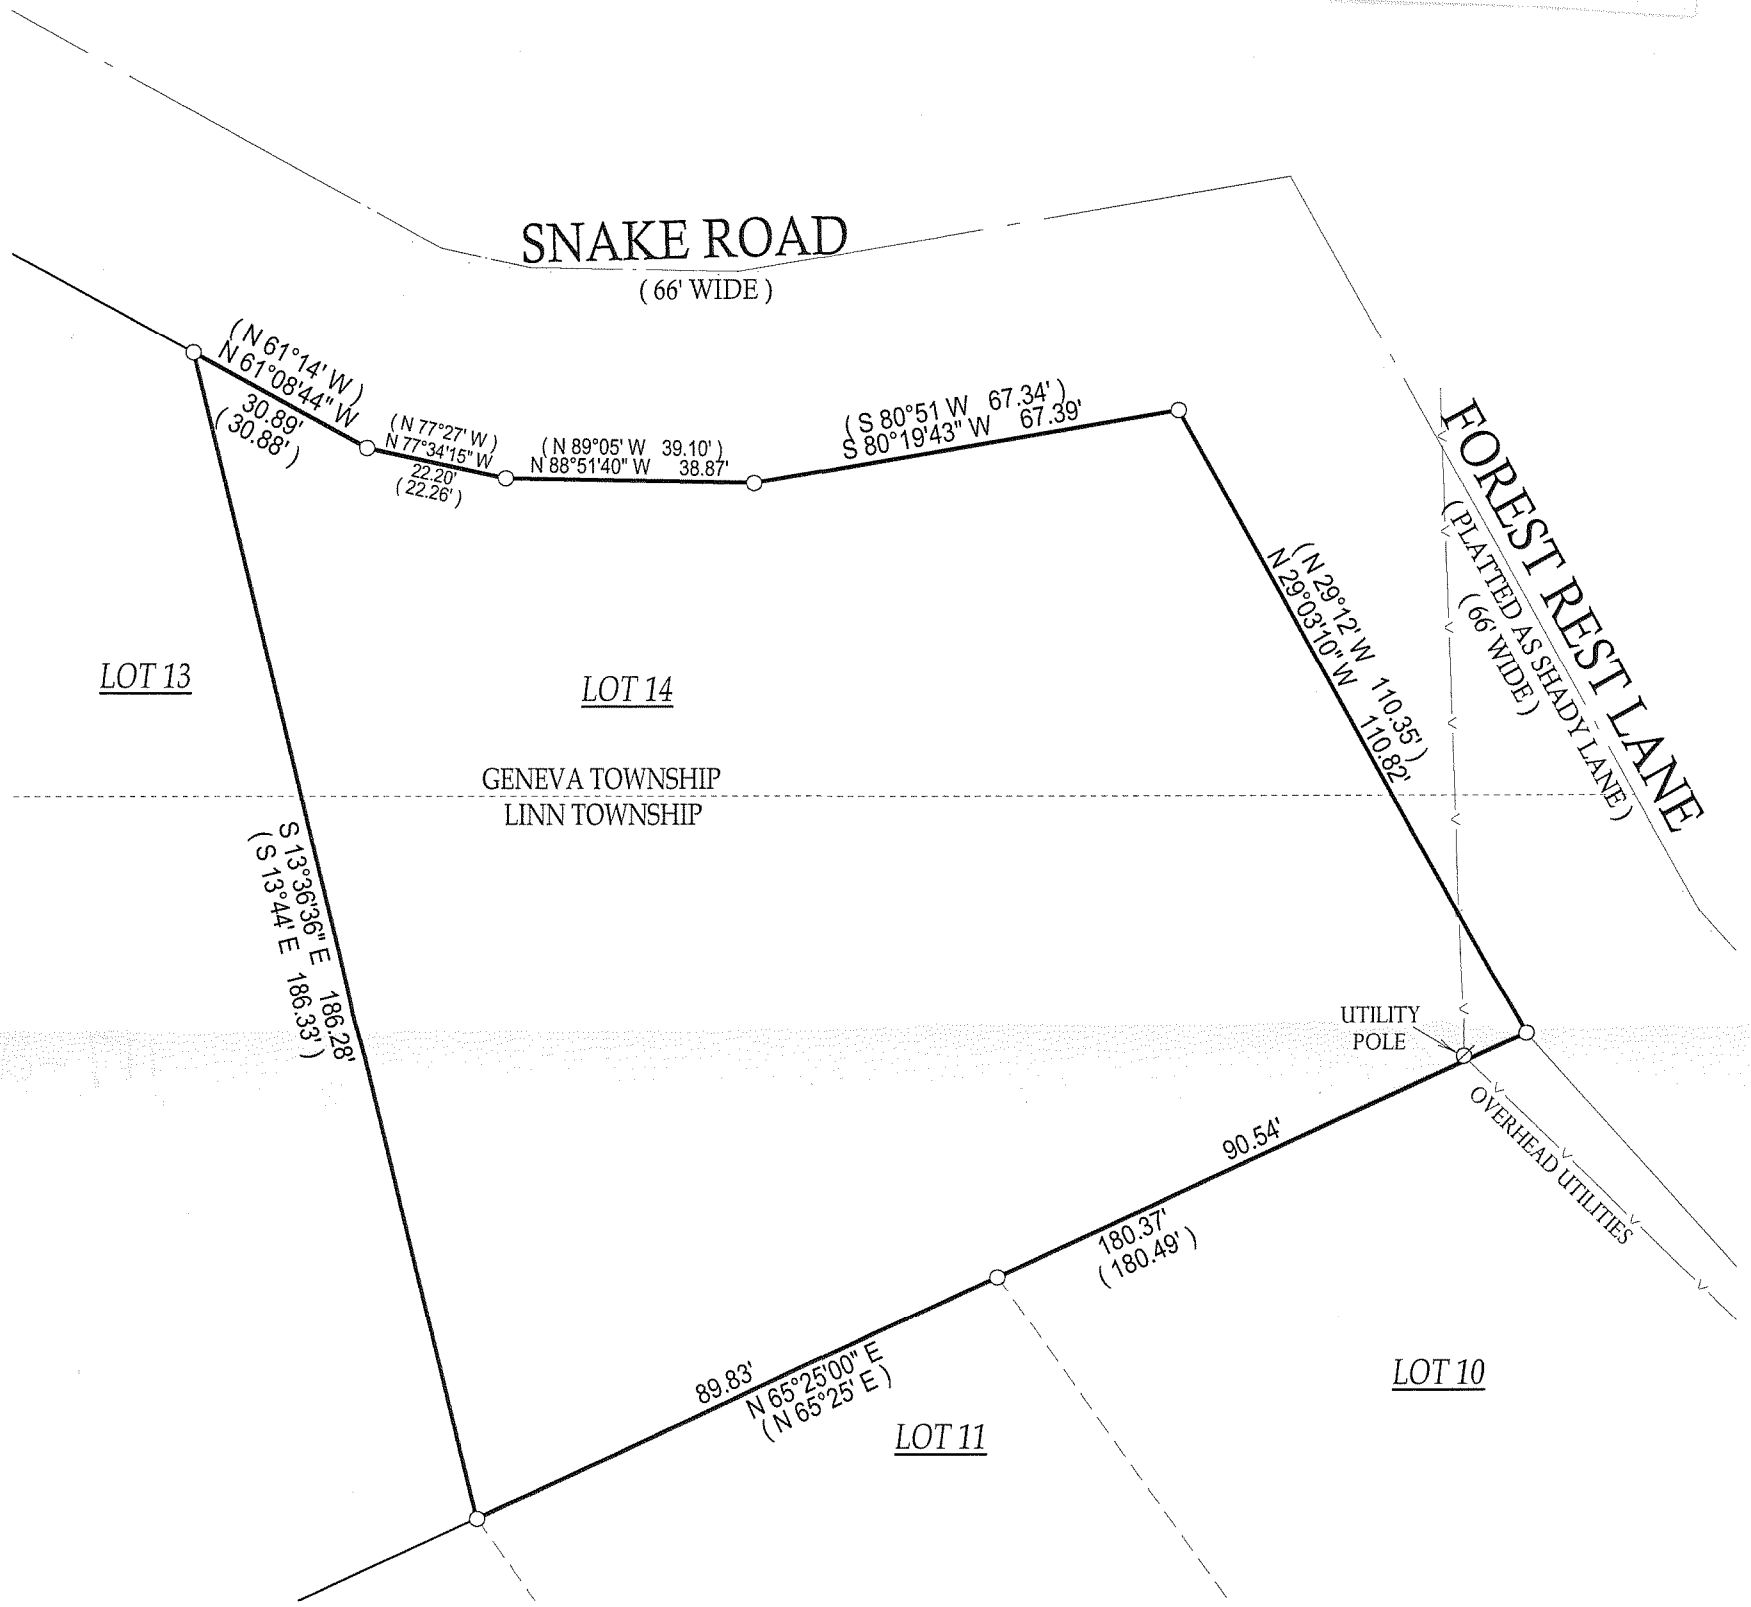 SNAKE ROAD
( 66' WIDE )
( N 61°14' W )
N 61°08'44" W
30.89'
( 30.88' )
( N 77°27' W )
N 77°34'15" W
22.20'
( 22.26' )
( N 89°05' W 39.10' )
N 88°51'40" W 38.87'
( S 80°51 W 67.34' )
S 80°19'43" W 67.39'
FOREST REST LANE
( PLATTED AS SHADY LANE )
( 66' WIDE )
( N 29°12' W 110.35' )
N 29°03'10" W 110.82'
LOT 13
LOT 14
GENEVA TOWNSHIP
LINN TOWNSHIP
S 13°36'36" E 186.28'
( S 13°44' E 186.33' )
UTILITY
POLE
OVERHEAD UTILITIES
90.54'
180.37'
( 180.49' )
89.83'
N 65°25'00" E
( N 65°25' E )
LOT 11
LOT 10